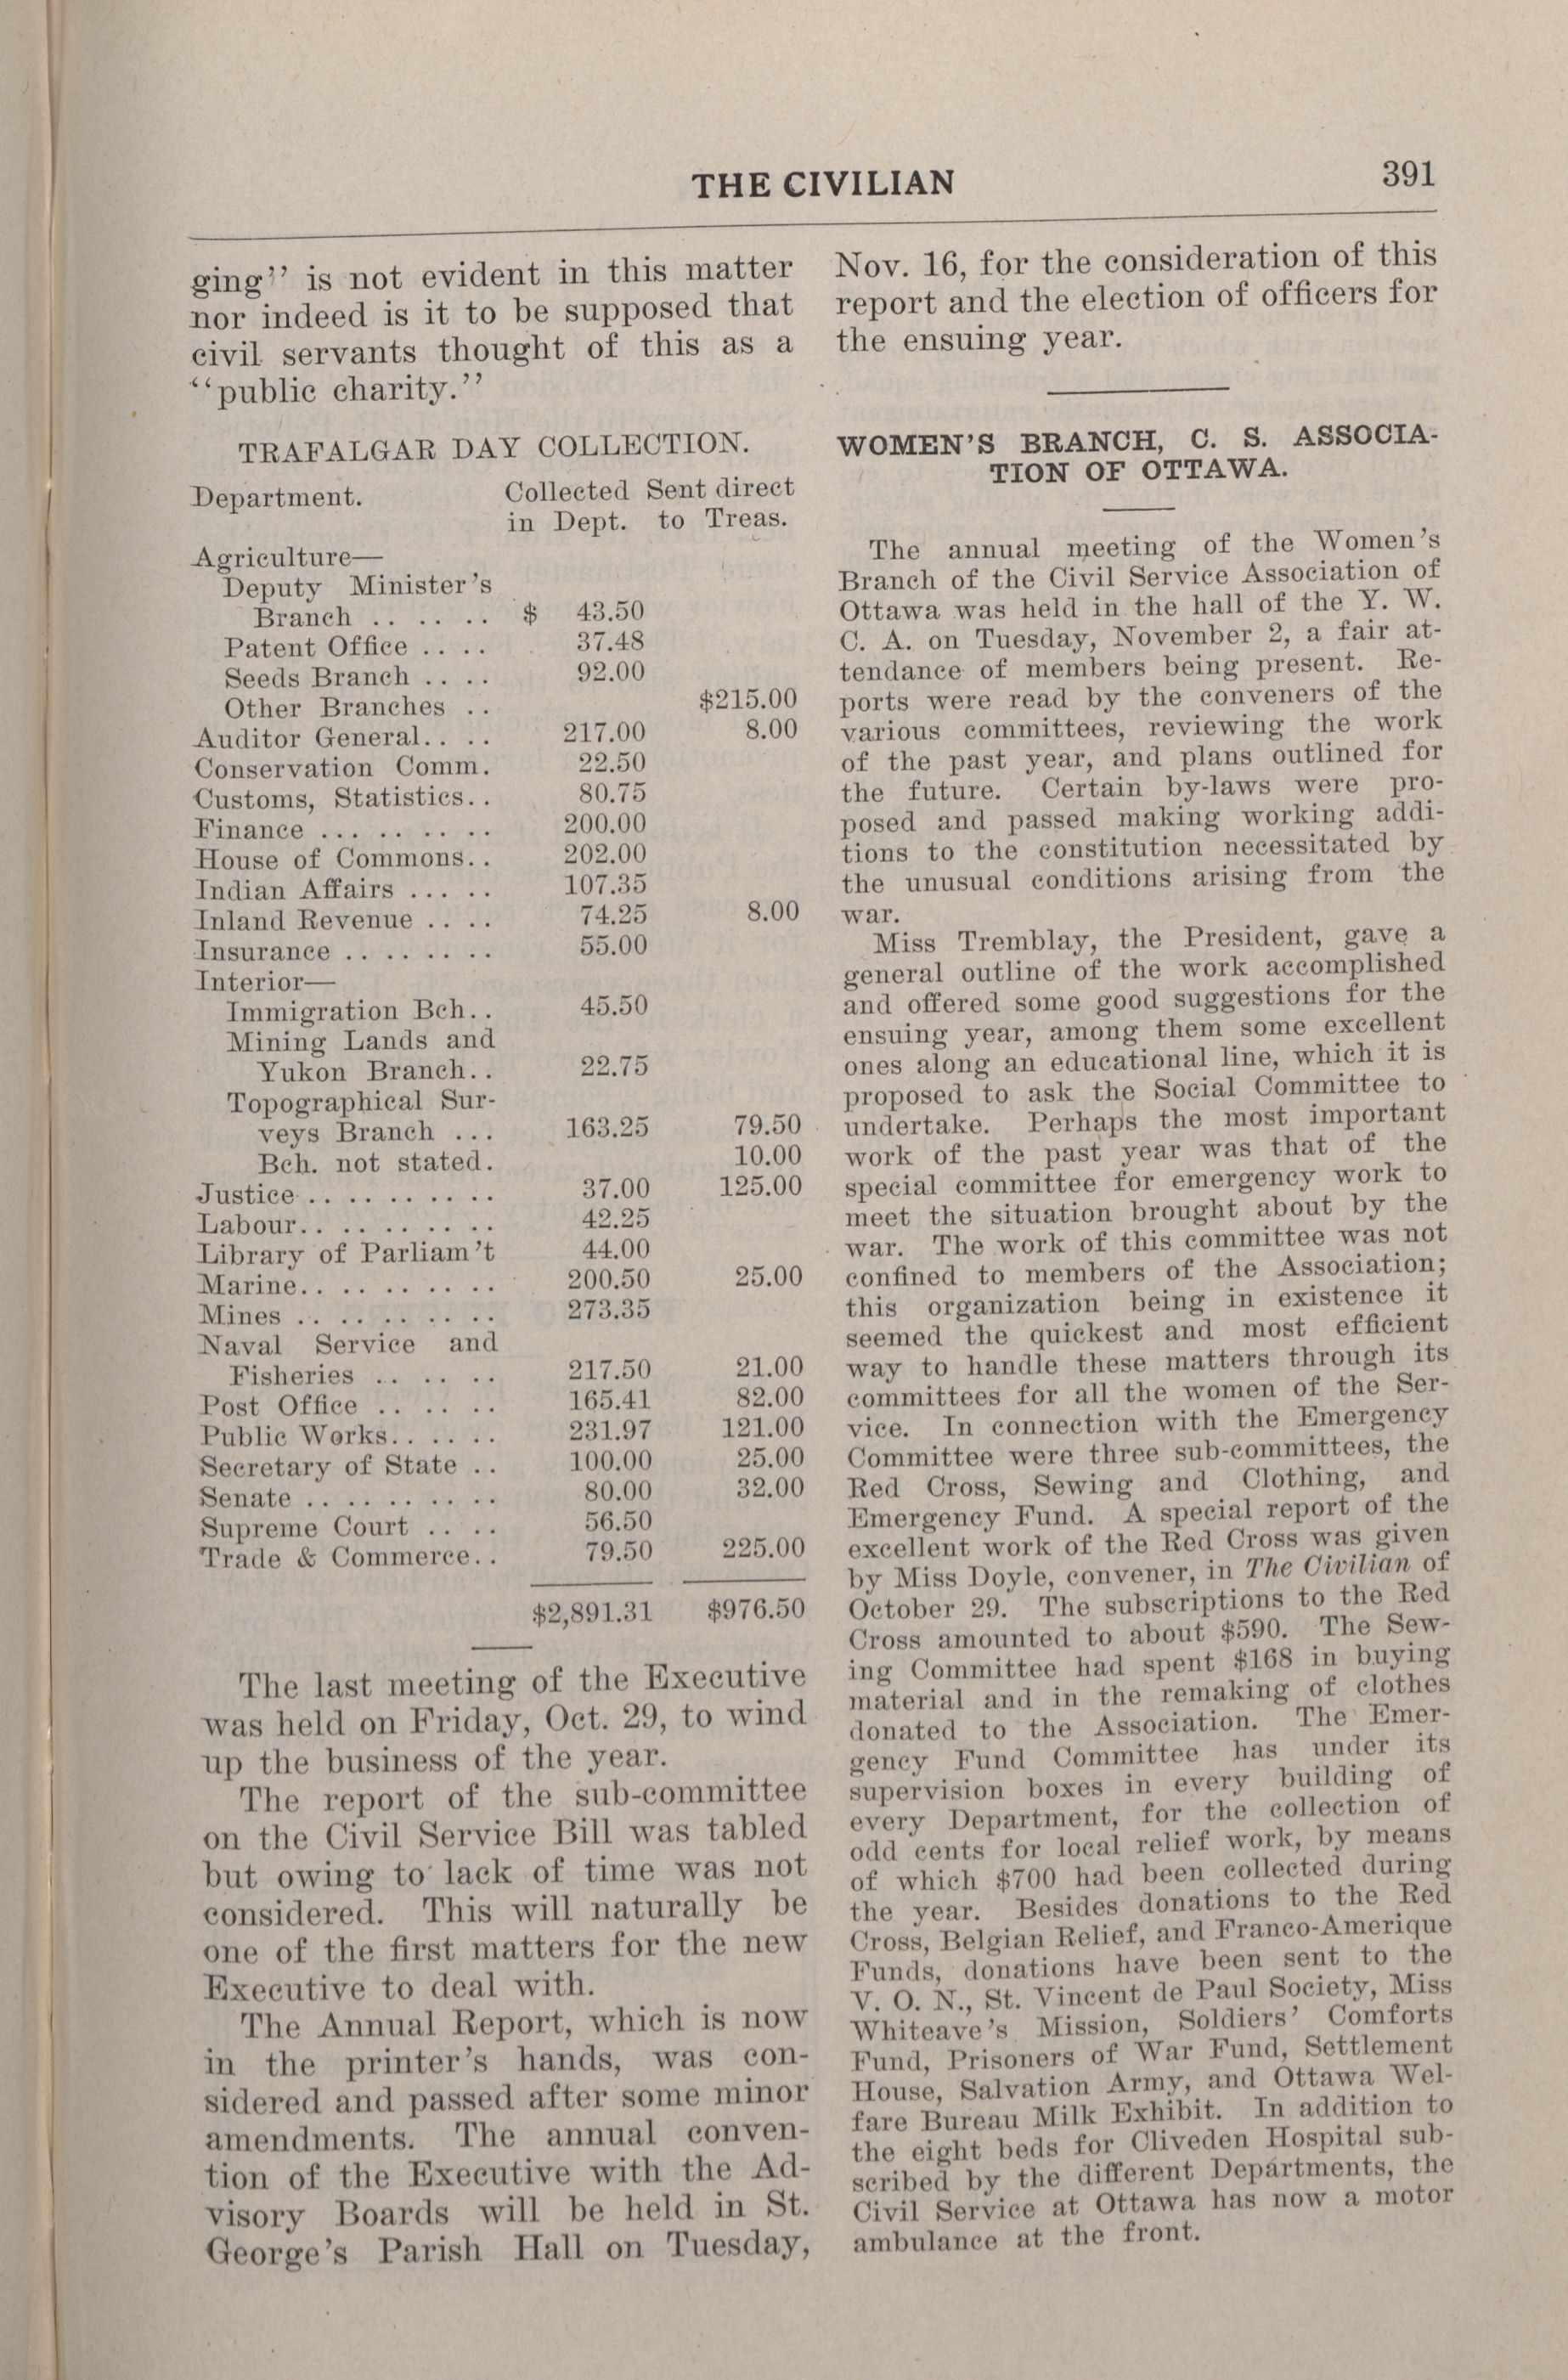 THE CIVILIAN
391
ging'' is not evident in this matter
nor indeed is it to be supposed that
civil servants thought of this as a
``public charity.''
TRAFALGAR DAY COLLECTION.
Department. Collected Sent direct
in Dept. to Treas.
Agriculture—
Deputy Minister's
Branch .. .. .. .. $ 43.50
Patent Office .. .. 37.48
Seeds Branch .. .. 92.00
Other Branches .. $215.00
Auditor General.. .. 217.00 8.00
Conservation Comm. 22.50
Customs, Statistics.. 80.75
Finance ... .. .. .. .. 200.00
House of Commons.. 202.00
Indian Affairs ... .. 107.35
Inland Revenue .. .. 74.25 8.00
Insurance .. .. .. .. .. 55.00
Interior—
Immigration Bch.. 45.50
Mining Lands and
Yukon Branch.. 22.75
Topographical Sur-
veys Branch ... 163.25 79.50
Bch. not stated. 10.00
Justice .. .. .. .. .. .. 37.00 125.00
Labour.. .. .. .. .. .. 42.25
Library of Parliam't 44.00
Marine.. .. .. .. .. .. 200.50 25.00
Mines .. .. .. .. .. .. 273.35
Naval Service and
Fisheries .. .. .. .. 217.50 21.00
Post Office .. .. .. .. 165.41 82.00
Public Works.. .. .. 231.97 121.00
Secretary of State .. 100.00 25.00
Senate .. .. .. .. .. .. 80.00 32.00
Supreme Court .. .. 56.50
Trade & Commerce.. 79.50 225.00
$2,891.31 $976.50
The last meeting of the Executive
was held on Friday, Oct. 29, to wind
up the business of the year.
The report of the sub-committee
on the Civil Service Bill was tabled
but owing to lack of time was not
considered. This will naturally be
one of the first matters for the new
Executive to deal with.
The Annual Report, which is now
in the printer's hands, was con-
sidered and passed after some minor
amendments. The annual conven-
tion of the Executive with the Ad-
visory Boards will be held in St.
George's Parish Hall on Tuesday,
Nov. 16, for the consideration of this
report and the election of officers for
the ensuing year.
WOMEN'S BRANCH, C. S. ASSOCIA-
TION OF OTTAWA.
The annual meeting of the Women's
Branch of the Civil Service Association of
Ottawa was held in the hall of the Y. W.
C. A. on Tuesday, November 2, a fair at-
tendance of members being present. Re-
ports were read by the conveners of the
various committees, reviewing the work
of the past year, and plans outlined for
the future. Certain by-laws were pro-
posed and passed making working addi-
tions to the constitution necessitated by
the unusual conditions arising from the
war.
Miss Tremblay, the President, gave a
general outline of the work accomplished
and offered some good suggestions for the
ensuing year, among them some excellent
ones along an educational line, which it is
proposed to ask the Social Committee to
undertake. Perhaps the most important
work of the past year was that of the
special committee for emergency work to
meet the situation brought about by the
war. The work of this committee was not
confined to members of the Association;
this organization being in existence it
seemed the quickest and most efficient
way to handle these matters through its
committees for all the women of the Ser-
vice. In connection with the Emergency
Committee were three sub-committees, the
Red Cross, Sewing and Clothing, and
Emergency Fund. A special report of the
excellent work of the Red Cross was given
by Miss Doyle, convener, in The Civilian of
October 29. The subscriptions to the Red
Cross amounted to about $590. The Sew-
ing Committee had spent $168 in buying
material and in the remaking of clothes
donated to the Association. The Emer-
gency Fund Committee has under its
supervision boxes in every building of
every Department, for the collection of
odd cents for local relief work, by means
of which $700 had been collected during
the year. Besides donations to the Red
Cross, Belgian Relief, and Franco-Amerique
Funds, donations have been sent to the
V. O. N., St. Vincent de Paul Society, Miss
Whiteave's Mission, Soldiers' Comforts
Fund, Prisoners of War Fund, Settlement
House, Salvation Army, and Ottawa Wel-
fare Bureau Milk Exhibit. In addition to
the eight beds for Cliveden Hospital sub-
scribed by the different Departments, the
Civil Service at Ottawa has now a motor
ambulance at the front.